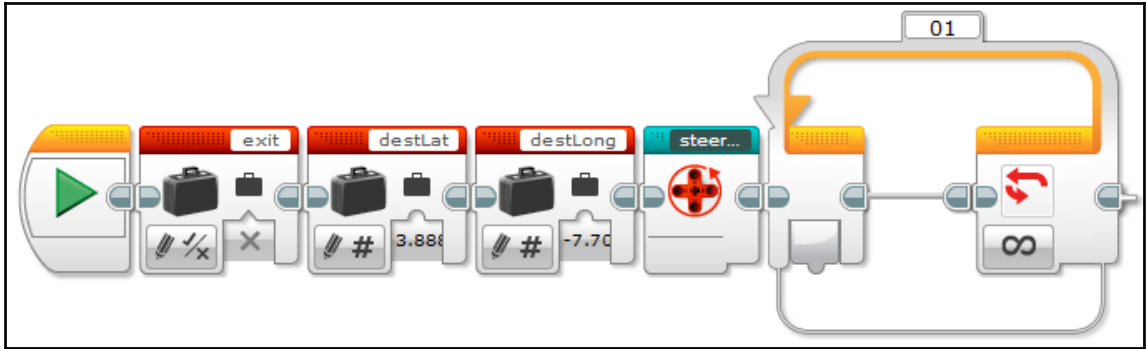 01
exit
destLat
destLong
steer...
#
3.888
#
-7.70
∞